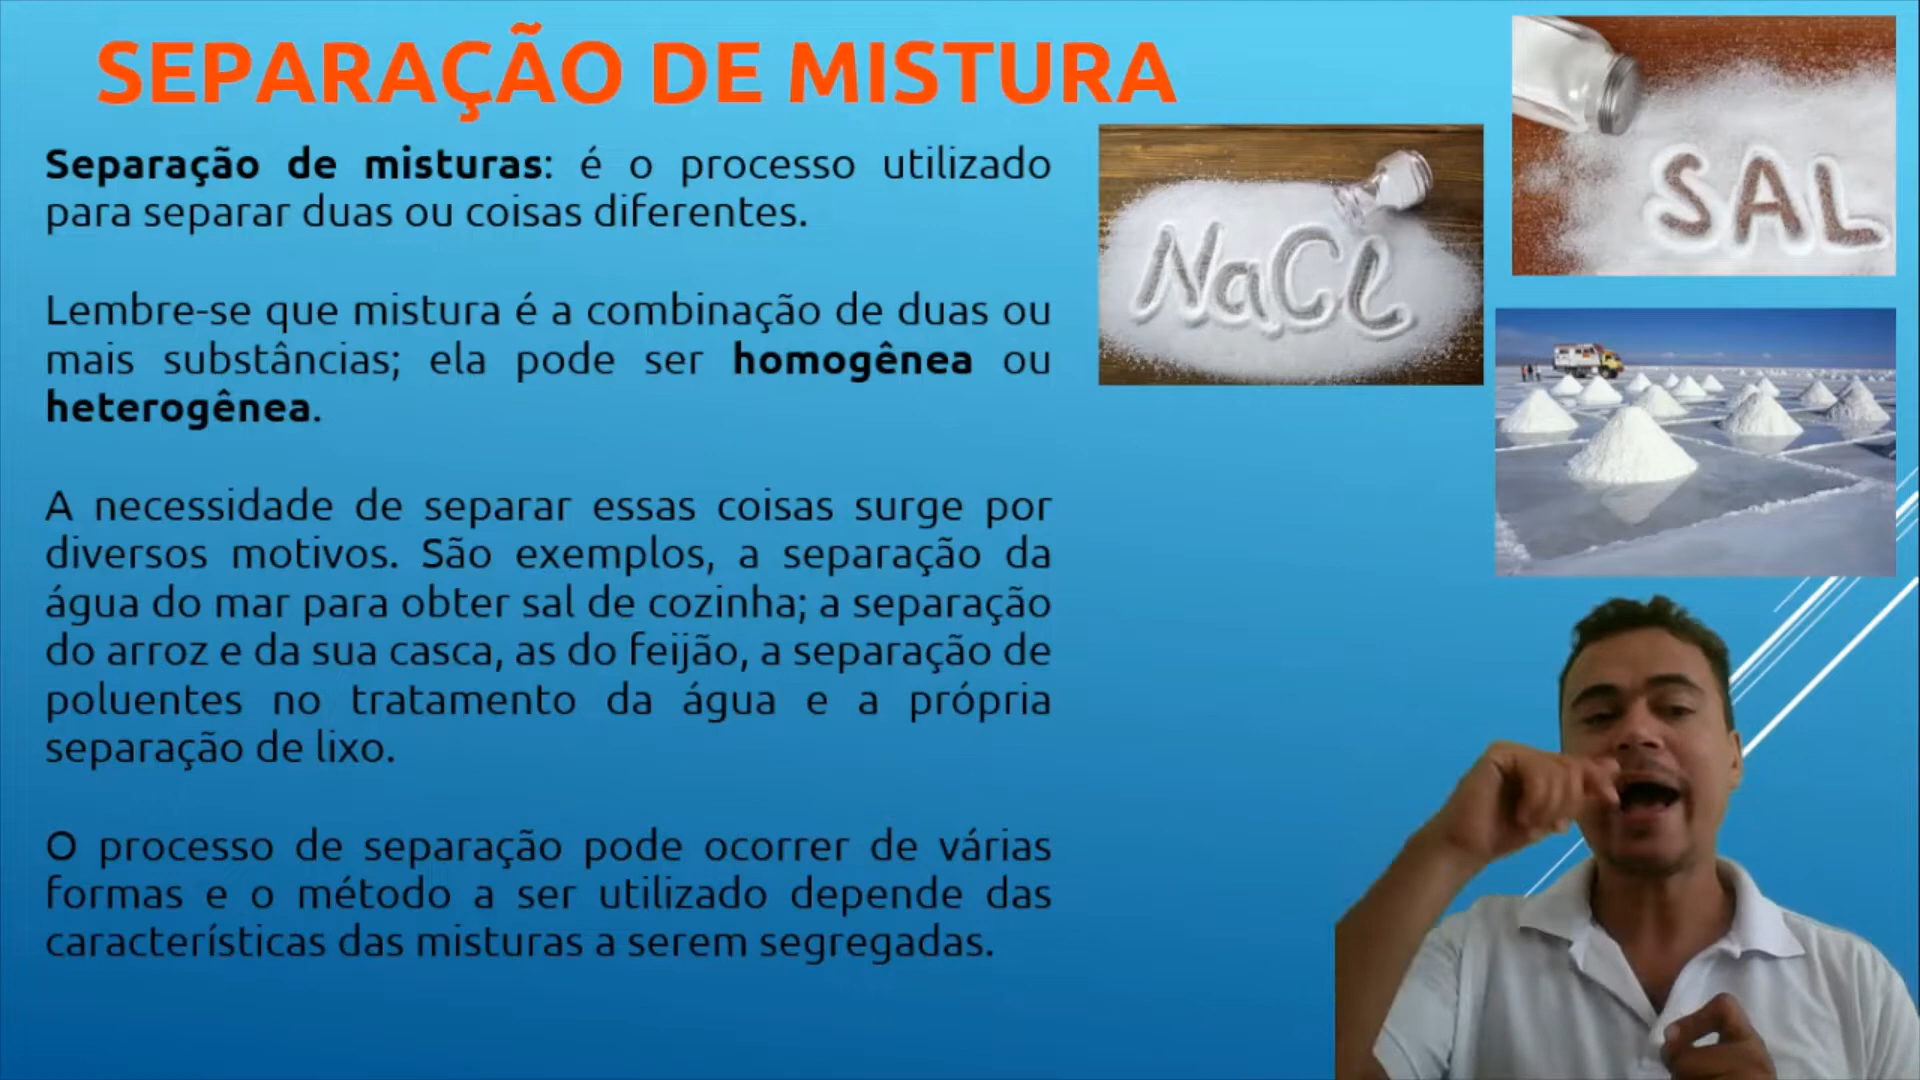 SEPARAÇÃO DE MISTURA
Separação de misturas: é o processo utilizado
para separar duas ou coisas diferentes.
Lembre-se que mistura é a combinação de duas ou
mais substâncias; ela pode ser homogênea ou
heterogênea.
A necessidade de separar essas coisas surge por
diversos motivos. São exemplos, a separação da
água do mar para obter sal de cozinha; a separação
do arroz e da sua casca, as do feijão, a separação de
poluentes no tratamento da água e a própria
separação de lixo.
O processo de separação pode ocorrer de várias
formas e o método a ser utilizado depende das
características das misturas a serem segregadas.
NaCl
SAL